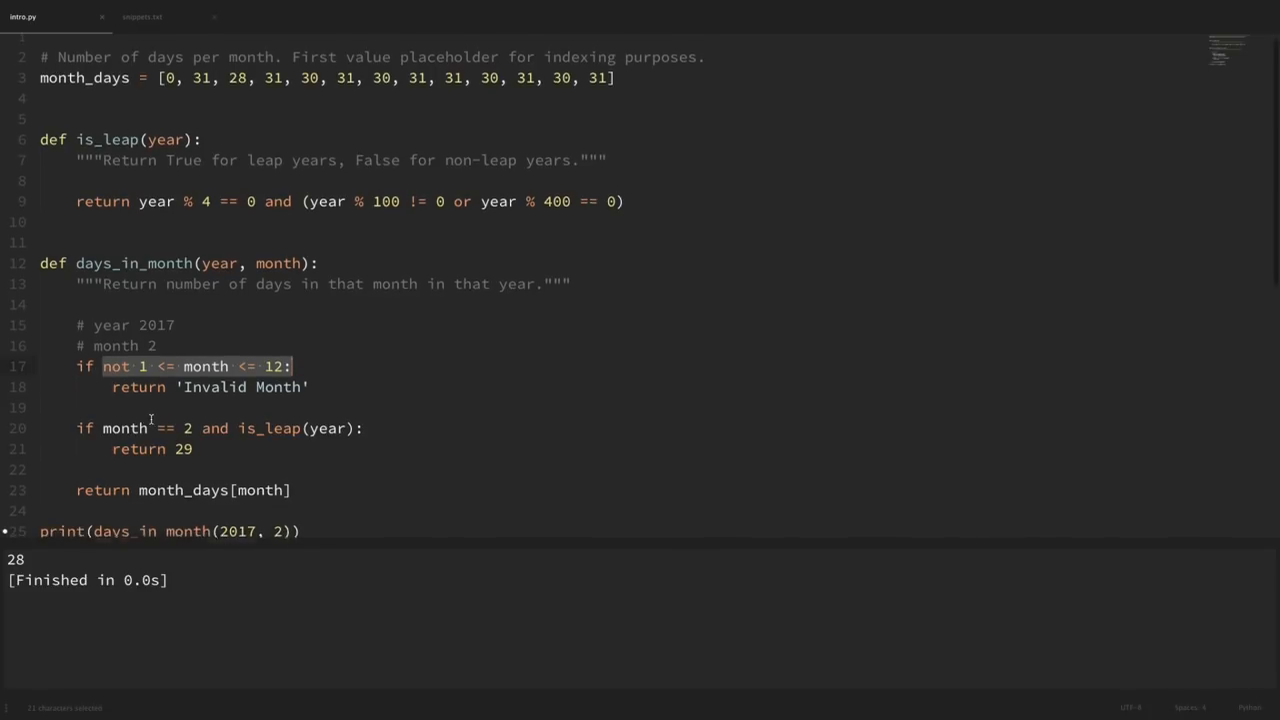 intro.py × snippets.txt ×
1
2 # Number of days per month. First value placeholder for indexing purposes.
3 month_days = [0, 31, 28, 31, 30, 31, 30, 31, 31, 30, 31, 30, 31]
4
5
6 def is_leap(year):
7 """Return True for leap years, False for non-leap years."""
8
9 return year % 4 == 0 and (year % 100 != 0 or year % 400 == 0)
10
11
12 def days_in_month(year, month):
13 """Return number of days in that month in that year."""
14
15 # year 2017
16 # month 2
17 if not 1 <= month <= 12:
18 return 'Invalid Month'
19
20 if month == 2 and is_leap(year):
21 return 29
22
23 return month_days[month]
24
25 print(days_in_month(2017, 2))
28
[Finished in 0.0s]
21 characters selected UTF-8 Spaces: 4 Python